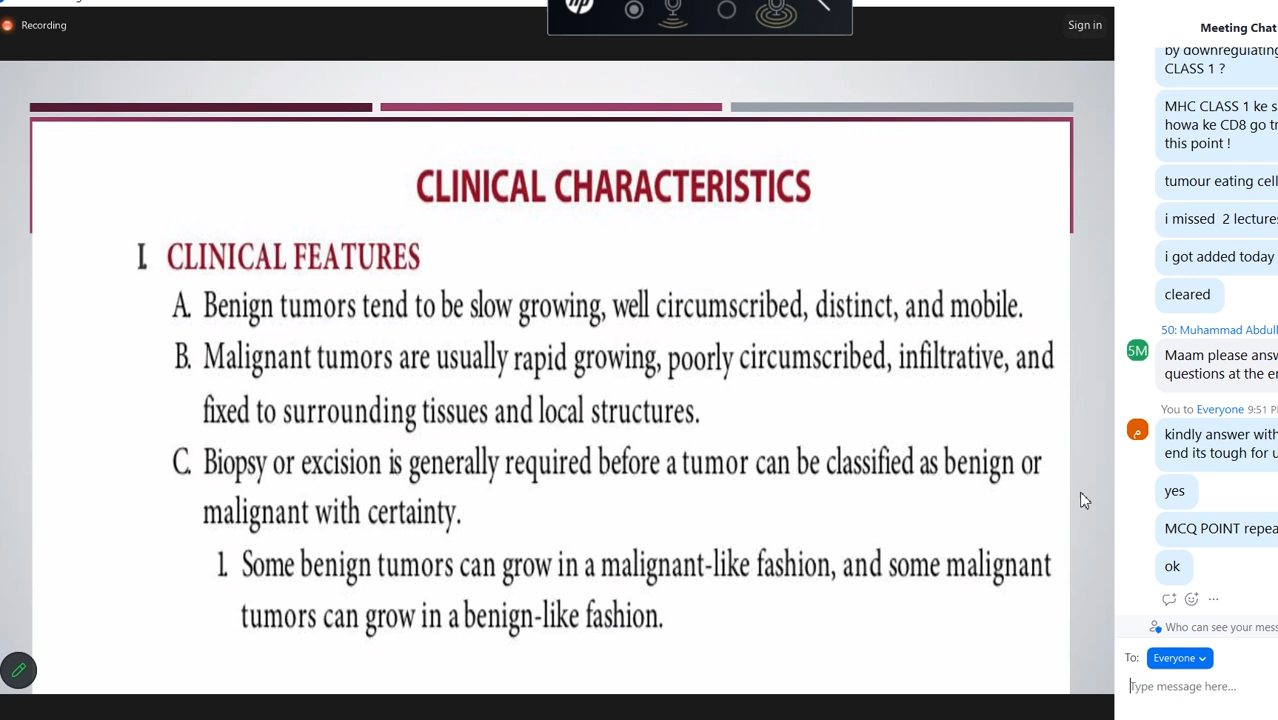 Recording
hp
Sign in
CLINICAL CHARACTERISTICS
I. CLINICAL FEATURES
A. Benign tumors tend to be slow growing, well circumscribed, distinct, and mobile.
B. Malignant tumors are usually rapid growing, poorly circumscribed, infiltrative, and
fixed to surrounding tissues and local structures.
C. Biopsy or excision is generally required before a tumor can be classified as benign or
malignant with certainty.
1. Some benign tumors can grow in a malignant-like fashion, and some malignant
tumors can grow in a benign-like fashion.
Meeting Chat
by downregulating
CLASS 1 ?
MHC CLASS 1 ke s
howa ke CD8 go tr
this point !
tumour eating cell
i missed 2 lectures
i got added today
cleared
50: Muhammad Abdull
5M
Maam please answ
questions at the en
You to Everyone 9:51 P
م
kindly answer with
end its tough for u
yes
MCQ POINT repea
ok
Who can see your mess
To: Everyone
Type message here...